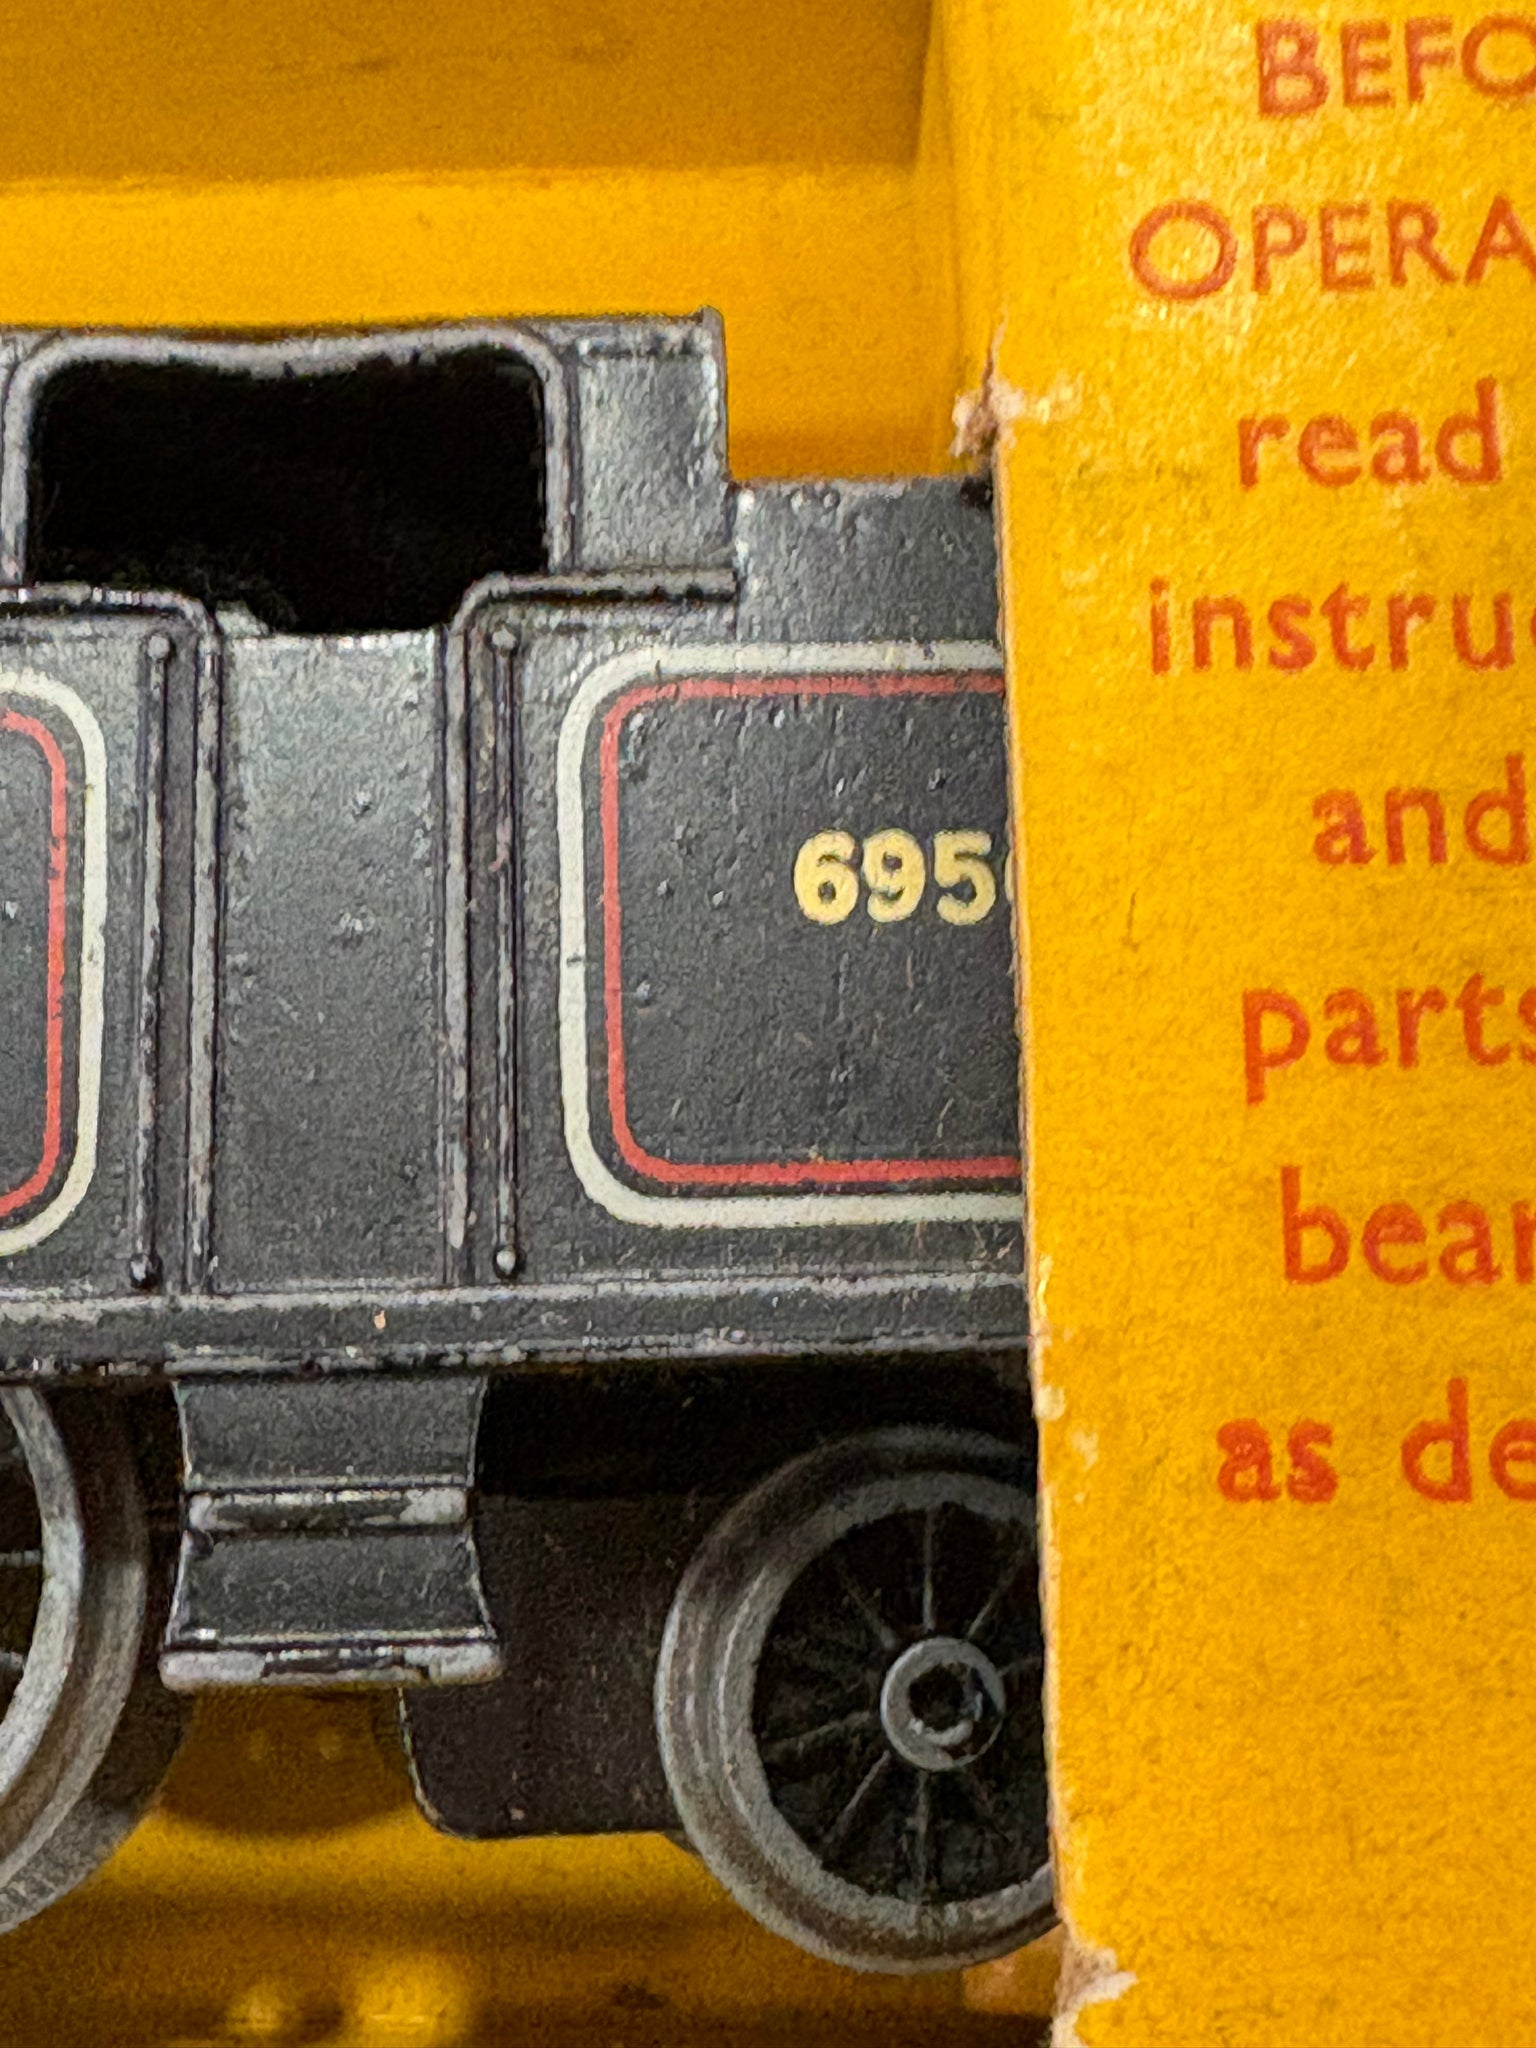 BEFO
OPERA
read
instruc
and
parts
bear
as de
695